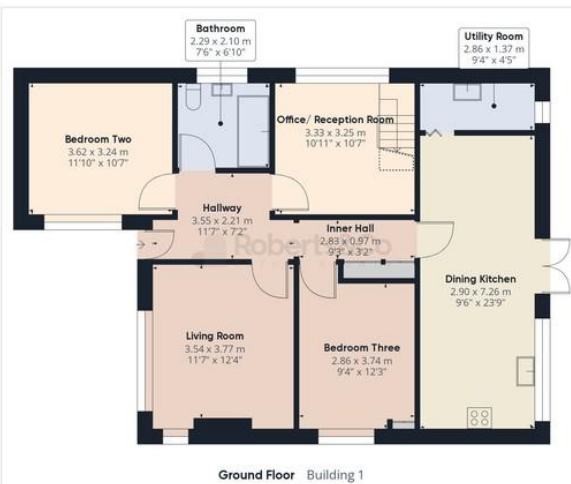 Bathroom
2.29 x 2.10 m
7'6" x 6'10"
Utility Room
2.86 x 1.37 m
9'4" x 4'5"
Bedroom Two
3.62 x 3.24 m
11'10" x 10'7"
Office/ Reception Room
3.33 x 3.25 m
10'11" x 10'7"
Hallway
3.55 x 2.21 m
11'7" x 7'2"
Inner Hall
2.83 x 0.97 m
9'3" x 3'2"
Dining Kitchen
2.90 x 7.26 m
9'6" x 23'9"
Living Room
3.54 x 3.77 m
11'7" x 12'4"
Bedroom Three
2.86 x 3.74 m
9'4" x 12'3"
Ground Floor Building 1